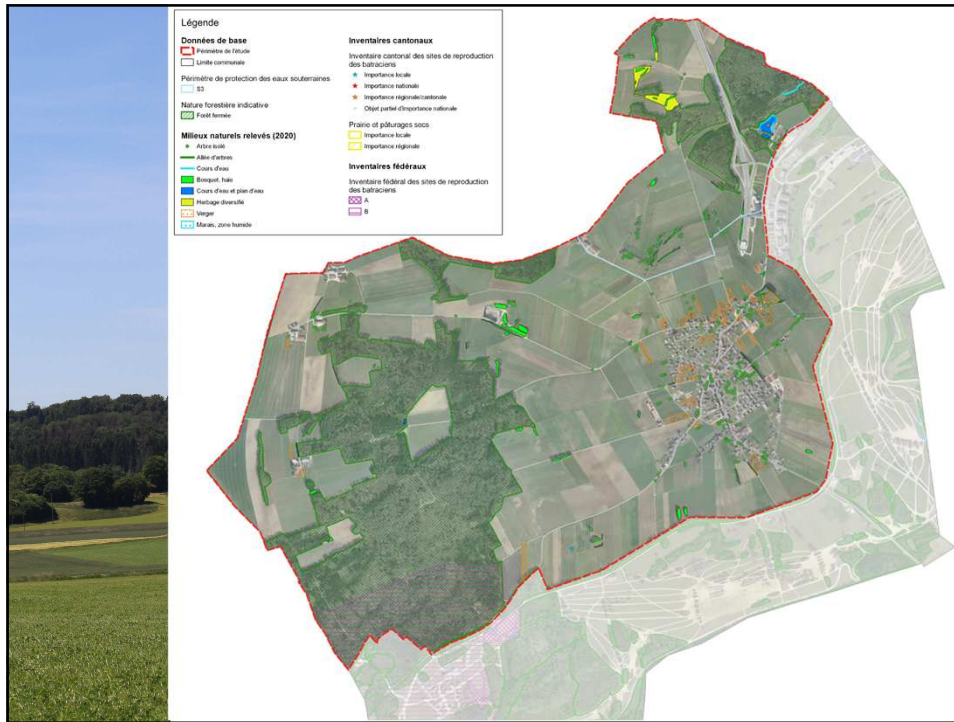 Légende
Données de base
Périmètre de l'étude
Limite communale
Périmètre de protection des eaux souterraines
S3
Nature forestière indicative
Forêt fermée
Milieux naturels relevés (2020)
Arbre isolé
Allée d'arbres
Cours d'eau
Bosquet, haie
Cours d'eau et plan d'eau
Herbage diversifié
Verger
Marais, zone humide
Inventaires cantonaux
Inventaire cantonal des sites de reproduction
des batraciens
Importance locale
Importance nationale
Importance régionale/cantonale
Objet partiel d'importance nationale
Prairie et pâturages secs
Importance locale
Importance régionale
Inventaires fédéraux
Inventaire fédéral des sites de reproduction
des batraciens
A
B